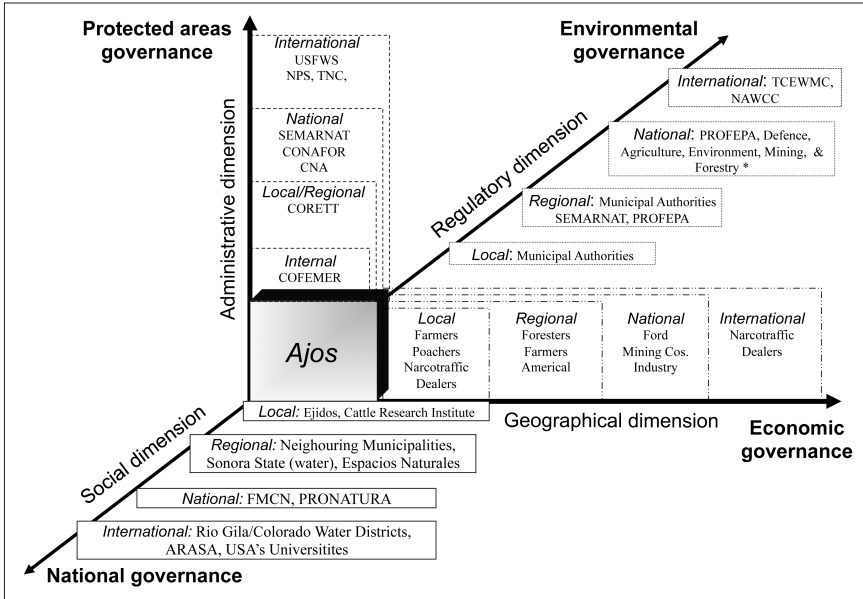 Protected areas
governance
Administrative dimension
International
USFWS
NPS, TNC,
National
SEMARNAT
CONAFOR
CNA
Local/Regional
CORETT
Internal
COFEMER
Ajos
Environmental
governance
Regulatory dimension
International: TCEWMC,
NAWCC
National: PROFEPA, Defence,
Agriculture, Environment, Mining, &
Forestry *
Regional: Municipal Authorities
SEMARNAT, PROFEPA
Local: Municipal Authorities
Local
Farmers
Poachers
Narcotraffic
Dealers
Regional
Foresters
Farmers
Americal
National
Ford
Mining Cos.
Industry
International
Narcotraffic
Dealers
Geographical dimension
Economic
governance
Social dimension
Local: Ejidos, Cattle Research Institute
Regional: Neighouring Municipalities,
Sonora State (water), Espacios Naturales
National: FMCN, PRONATURA
International: Rio Gila/Colorado Water Districts,
ARASA, USA's Universitites
National governance